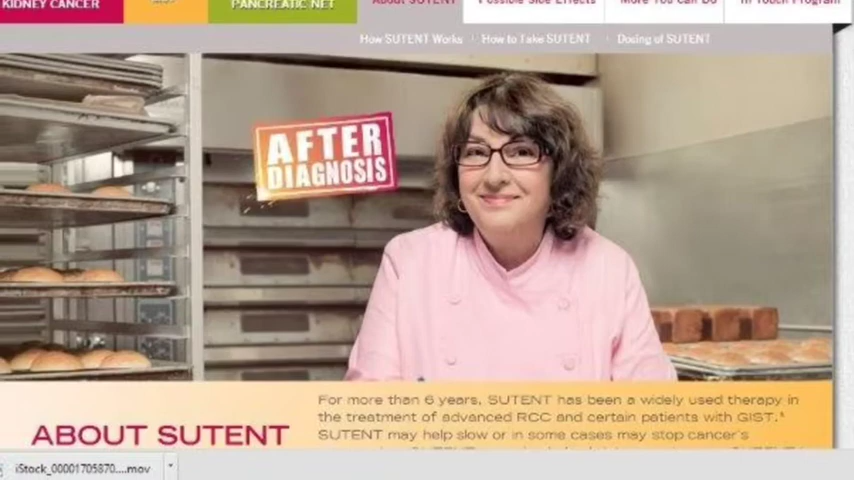 KIDNEY CANCER
PANCREATIC NET
About SUTENT
Possible Side Effects
More You Can Do
In Touch Program
How SUTENT Works
How to Take SUTENT
Dosing of SUTENT
AFTER
DIAGNOSIS
ABOUT SUTENT
For more than 6 years, SUTENT has been a widely used therapy in
the treatment of advanced RCC and certain patients with GIST.*
SUTENT may help slow or in some cases may stop cancer's
iStock_00001705870....mov